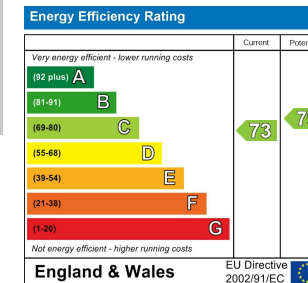 Energy Efficiency Rating
Current
Very energy efficient - lower running costs
(92 plus) A
(81-91) B
(69-80) C
73
(55-68) D
(39-54) E
(21-38) F
(1-20) G
Not energy efficient - higher running costs
England & Wales
EU Directive
2002/91/EC